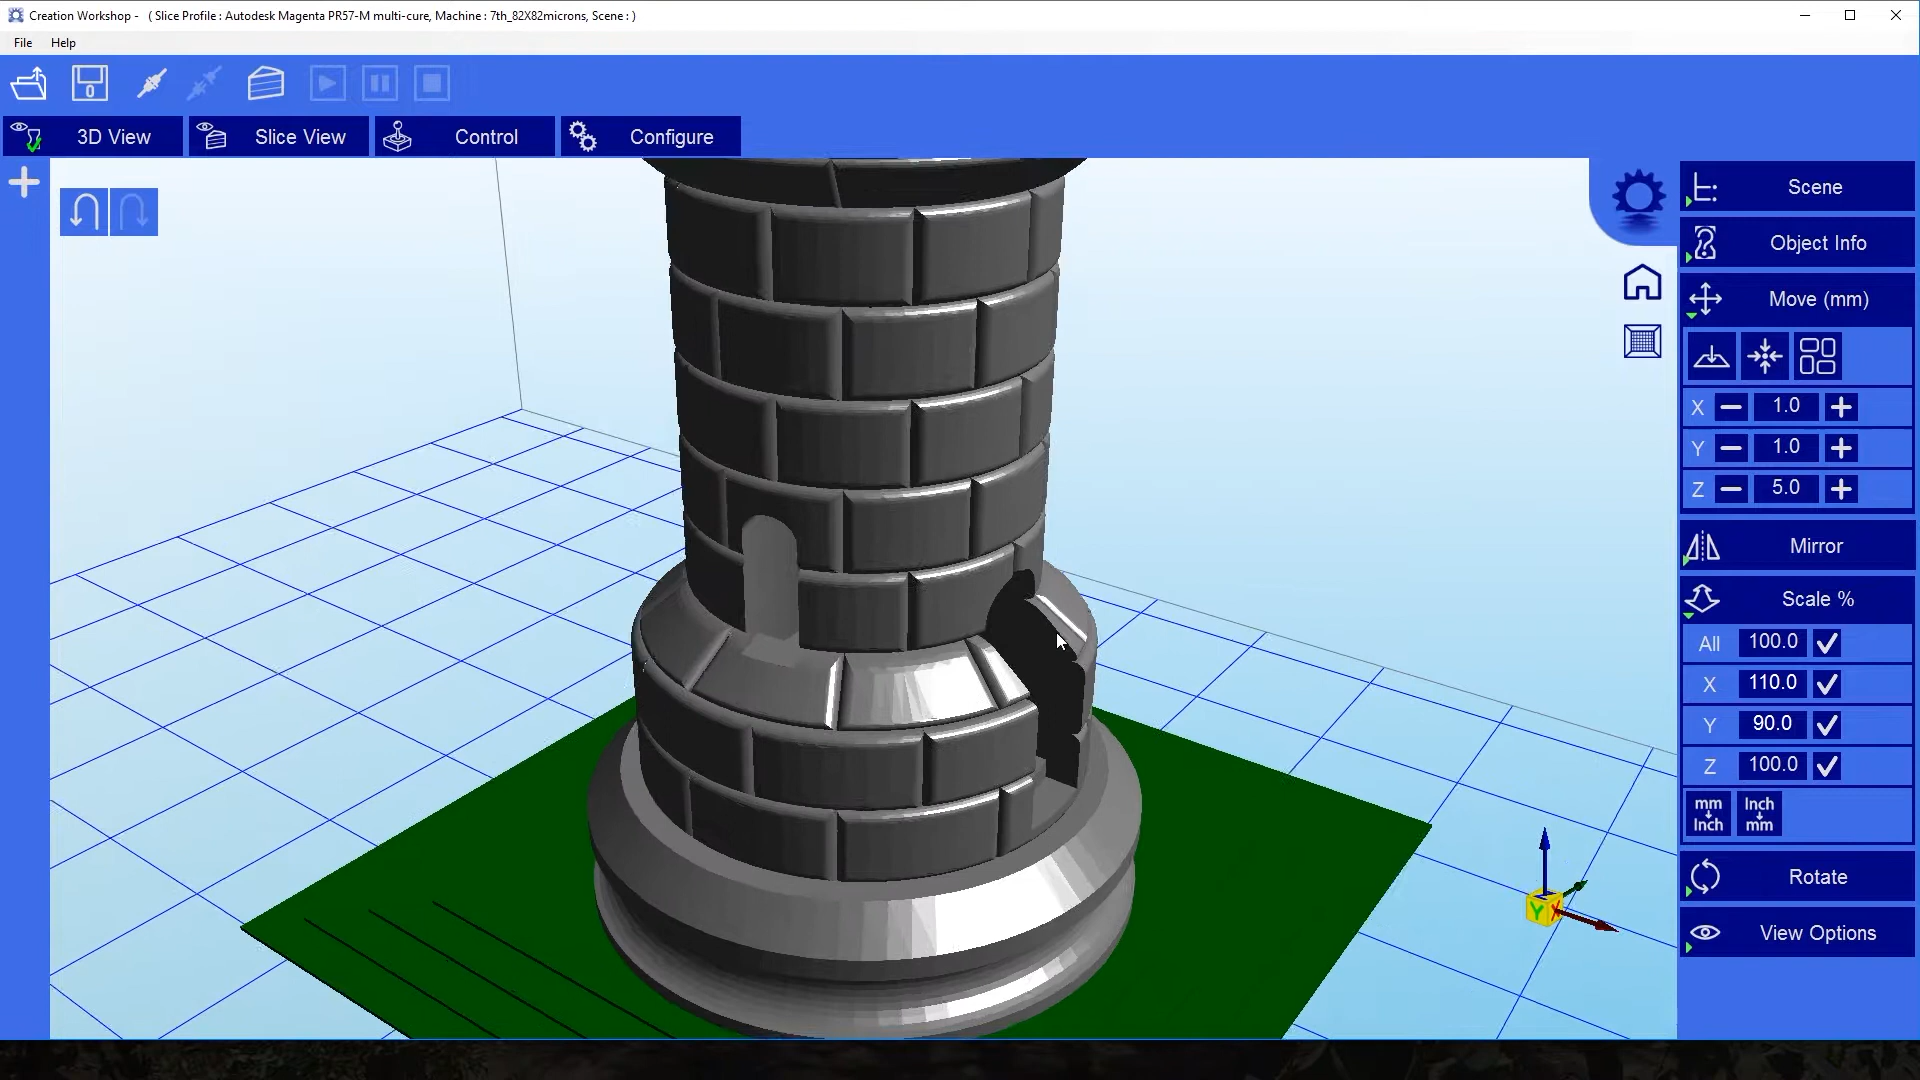 Creation Workshop -   ( Slice Profile : Autodesk Magenta PR57-M multi-cure, Machine : 7th_82X82microns, Scene : )
File Help
3D View Slice View Control Configure
Scene
Object Info
Move (mm)
X 1.0
Y 1.0
Z 5.0
Mirror
Scale %
All 100.0
X 110.0
Y 90.0
Z 100.0
mm Inch
Inch mm
Rotate
View Options
Y X